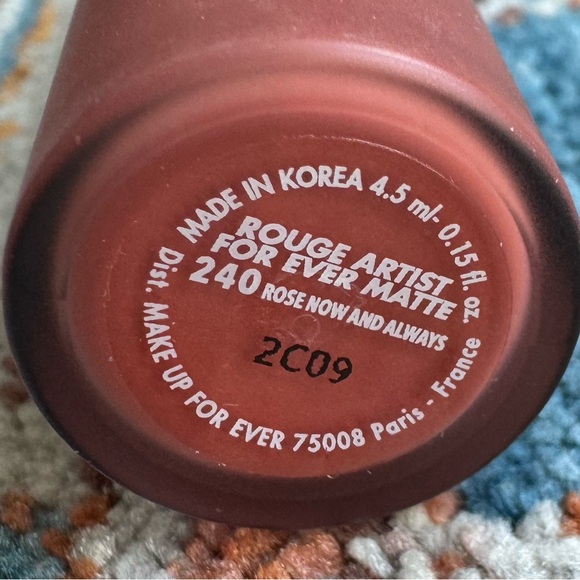 MADE IN KOREA 4.5 ml- 0.15 fl. oz.
ROUGE ARTIST
FOR EVER MATTE
240 ROSE NOW AND ALWAYS
2C09
Dist. MAKE UP FOR EVER 75008 Paris - France